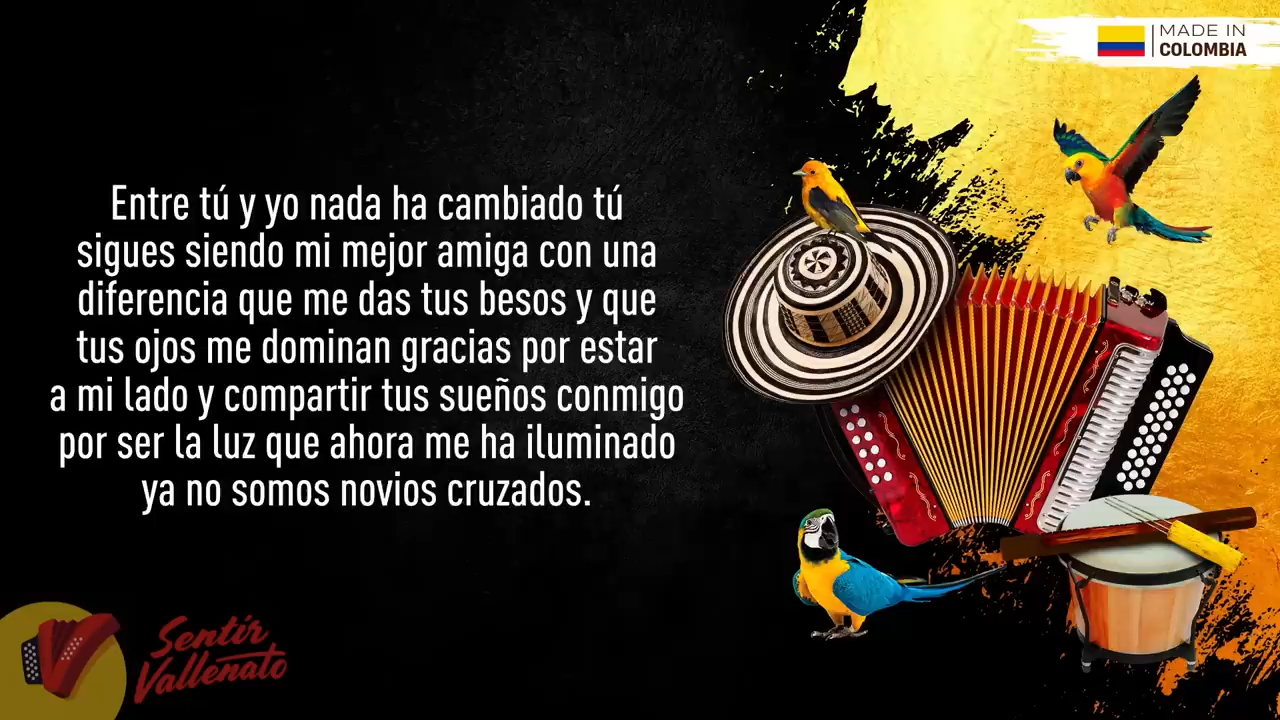 MADE IN
COLOMBIA
Entre tú y yo nada ha cambiado tú
sigues siendo mi mejor amiga con una
diferencia que me das tus besos y que
tus ojos me dominan gracias por estar
a mi lado y compartir tus sueños conmigo
por ser la luz que ahora me ha iluminado
ya no somos novios cruzados.
Sentir
Vallenato